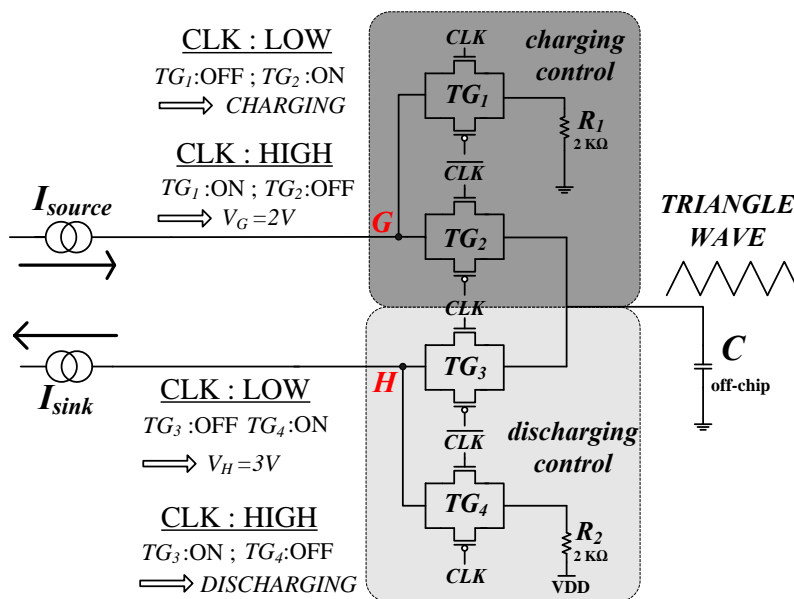 CLK : LOW
TG1:OFF ; TG2:ON
CHARGING
CLK : HIGH
TG1:ON ; TG2:OFF
VG=2V
Isource
G
CLK
charging
control
TG1
R1
2 KΩ
C̅L̅K̅
TG2
CLK
TRIANGLE
WAVE
C
off-chip
Isink
H
TG3
C̅L̅K̅
discharging
control
TG4
R2
2 KΩ
VDD
CLK
CLK : LOW
TG3:OFF TG4:ON
VH=3V
CLK : HIGH
TG3:ON ; TG4:OFF
DISCHARGING